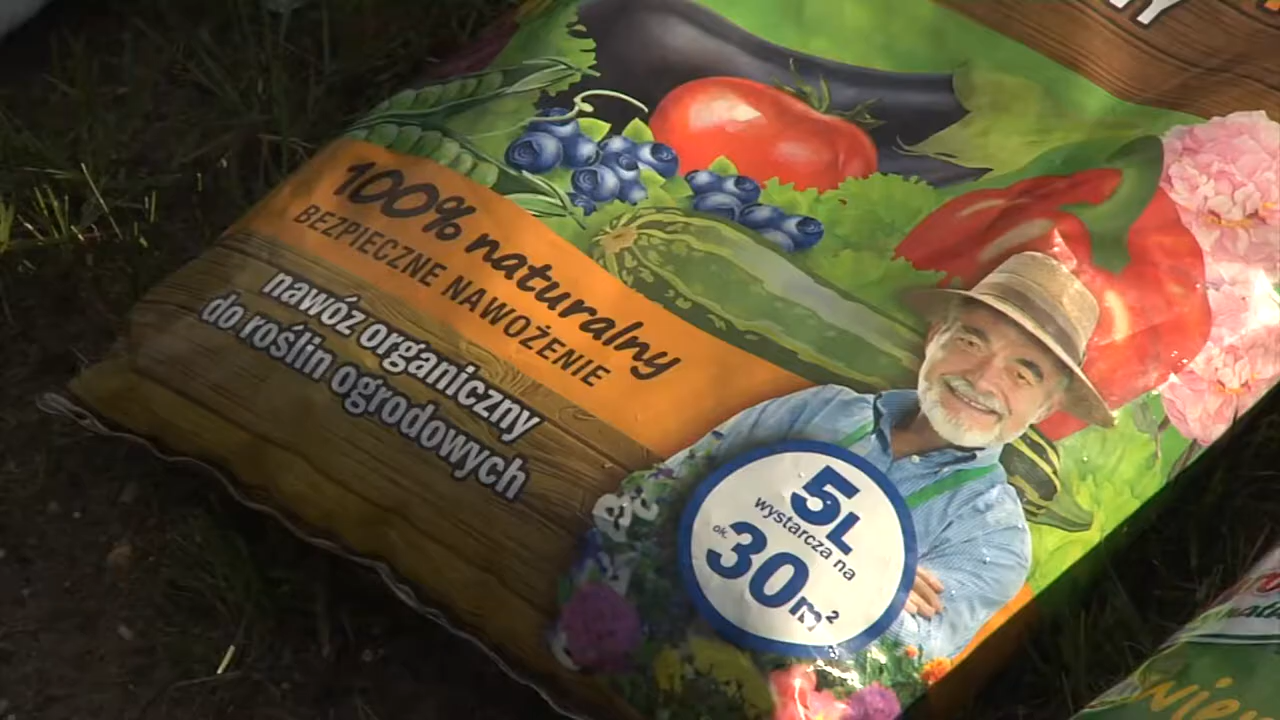 100% naturalny
BEZPIECZNE NAWOŻENIE
nawóz organiczny
do roślin ogrodowych
5L
wystarcza na
ok. 30m²